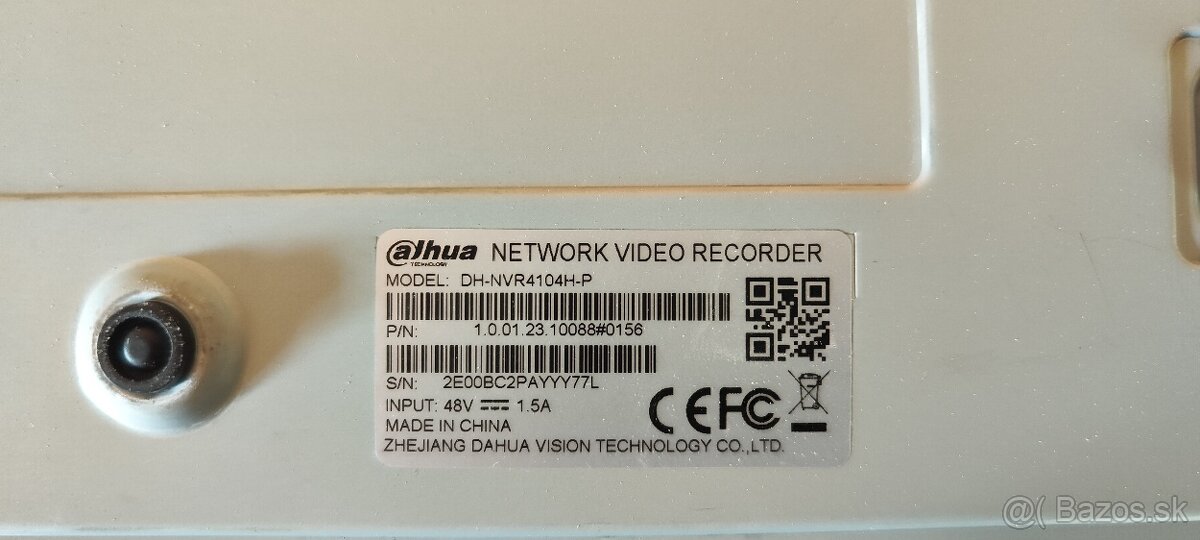 alhua NETWORK VIDEO RECORDER
TECHNOLOGY
MODEL: DH-NVR4104H-P
P/N: 1.0.01.23.10088#0156
S/N: 2E00BC2PAYYY77L
INPUT: 48V 1.5A
MADE IN CHINA
ZHEJIANG DAHUA VISION TECHNOLOGY CO.,LTD.
CE FC
@( Bazos.sk